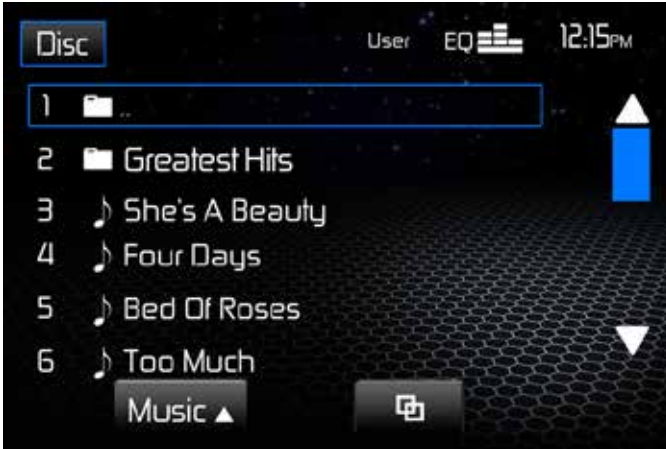 Disc User EQ 12:15PM
1 ..
2 Greatest Hits
3 She's A Beauty
4 Four Days
5 Bed Of Roses
6 Too Much
Music